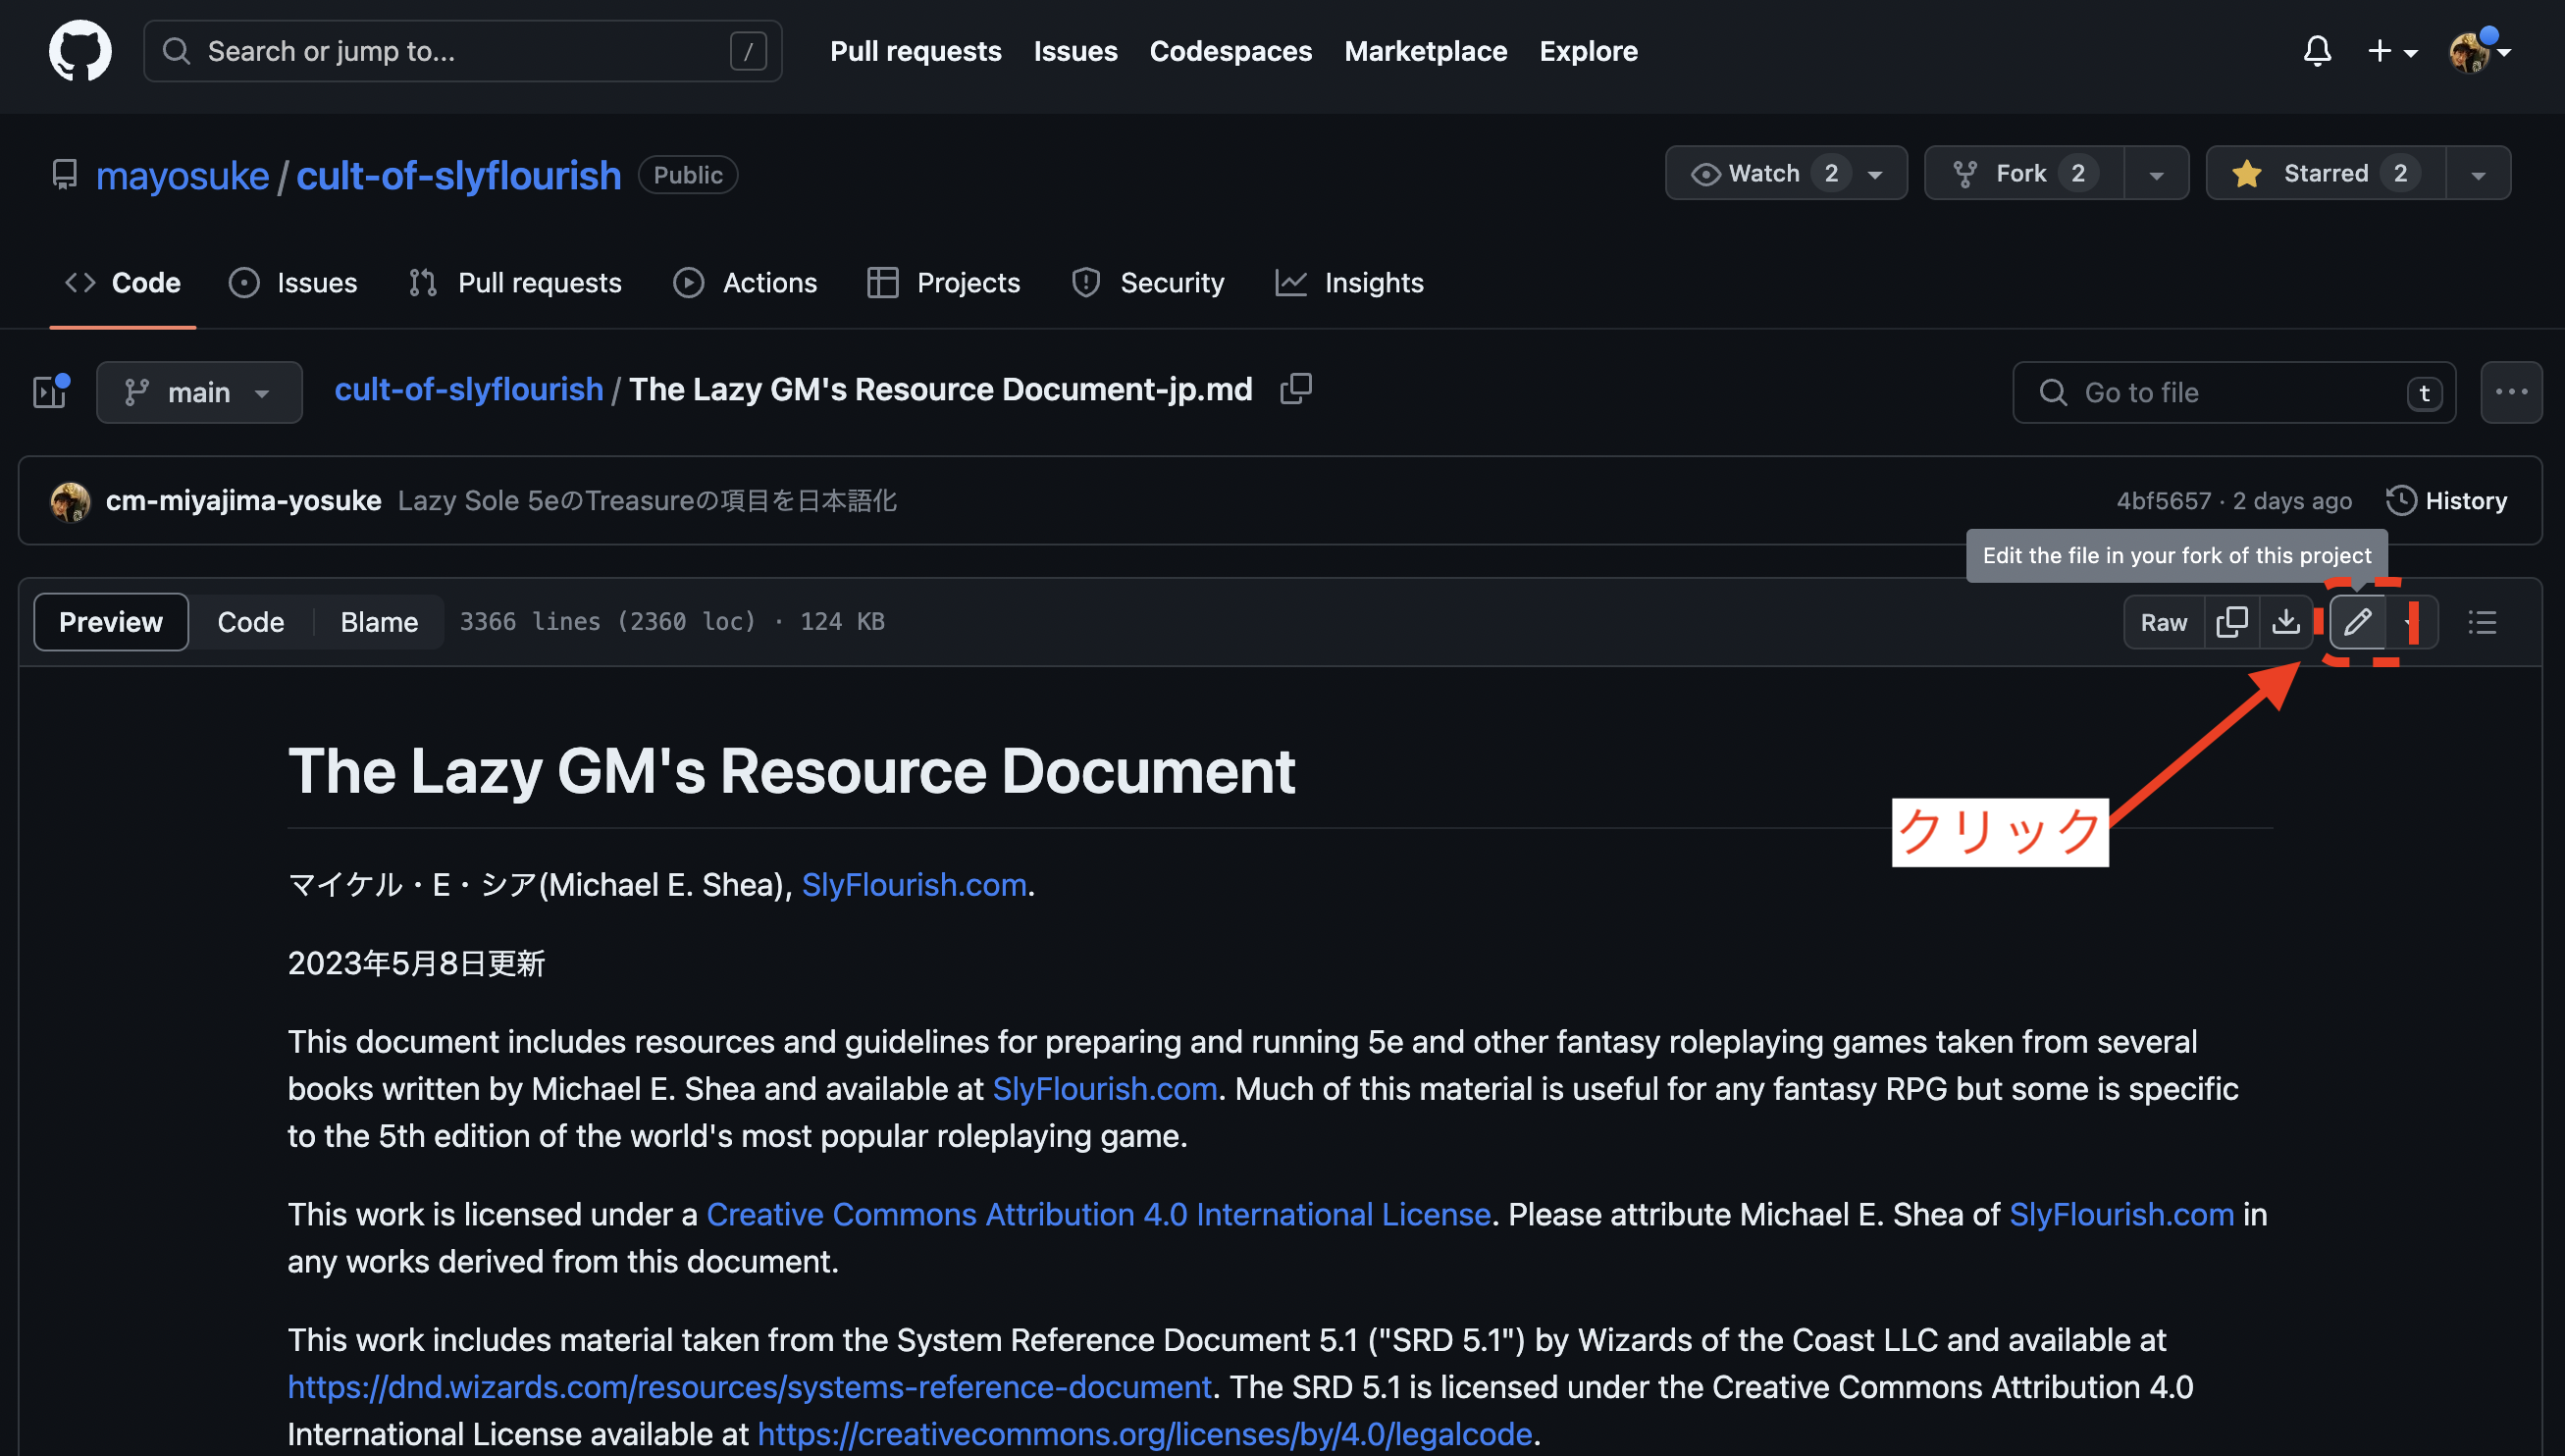 Search or jump to... /
Pull requests Issues Codespaces Marketplace Explore
mayosuke / cult-of-slyflourish Public
Watch 2 Fork 2 Starred 2
Code Issues Pull requests Actions Projects Security Insights
main cult-of-slyflourish / The Lazy GM's Resource Document-jp.md
Go to file t
cm-miyajima-yosuke Lazy Sole 5eのTreasureの項目を日本語化
4bf5657 · 2 days ago History
Edit the file in your fork of this project
Preview Code Blame 3366 lines (2360 loc) · 124 KB
Raw
The Lazy GM's Resource Document
クリック
マイケル・E・シア(Michael E. Shea), SlyFlourish.com.
2023年5月8日更新
This document includes resources and guidelines for preparing and running 5e and other fantasy roleplaying games taken from several
books written by Michael E. Shea and available at SlyFlourish.com. Much of this material is useful for any fantasy RPG but some is specific
to the 5th edition of the world's most popular roleplaying game.
This work is licensed under a Creative Commons Attribution 4.0 International License. Please attribute Michael E. Shea of SlyFlourish.com in
any works derived from this document.
This work includes material taken from the System Reference Document 5.1 ("SRD 5.1") by Wizards of the Coast LLC and available at
https://dnd.wizards.com/resources/systems-reference-document. The SRD 5.1 is licensed under the Creative Commons Attribution 4.0
International License available at https://creativecommons.org/licenses/by/4.0/legalcode.